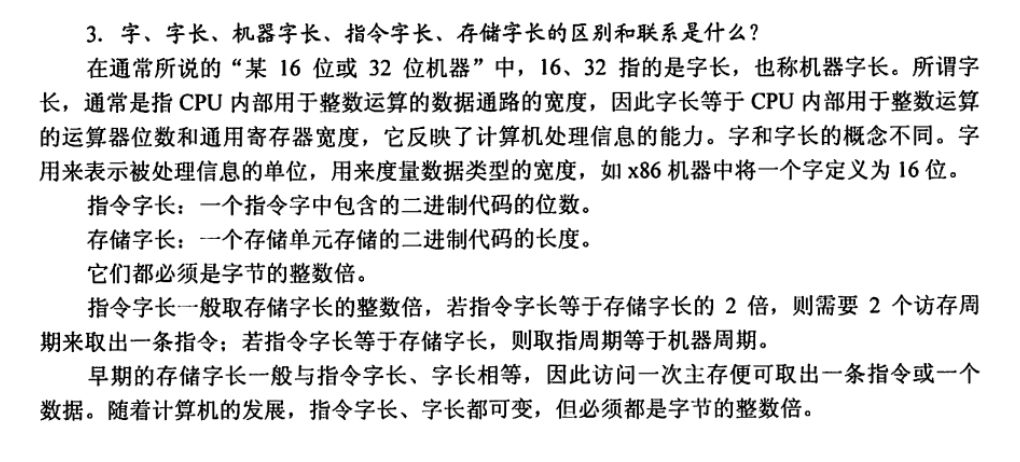 3. 字、字长、机器字长、指令字长、存储字长的区别和联系是什么？
在通常所说的“某 16 位或 32 位机器”中，16、32 指的是字长，也称机器字长。所谓字
长，通常是指 CPU 内部用于整数运算的数据通路的宽度，因此字长等于 CPU 内部用于整数运算
的运算器位数和通用寄存器宽度，它反映了计算机处理信息的能力。字和字长的概念不同。字
用来表示被处理信息的单位，用来度量数据类型的宽度，如 x86 机器中将一个字定义为 16 位。
指令字长：一个指令字中包含的二进制代码的位数。
存储字长：一个存储单元存储的二进制代码的长度。
它们都必须是字节的整数倍。
指令字长一般取存储字长的整数倍，若指令字长等于存储字长的 2 倍，则需要 2 个访存周
期来取出一条指令；若指令字长等于存储字长，则取指周期等于机器周期。
早期的存储字长一般与指令字长、字长相等，因此访问一次主存便可取出一条指令或一个
数据。随着计算机的发展，指令字长、字长都可变，但必须都是字节的整数倍。